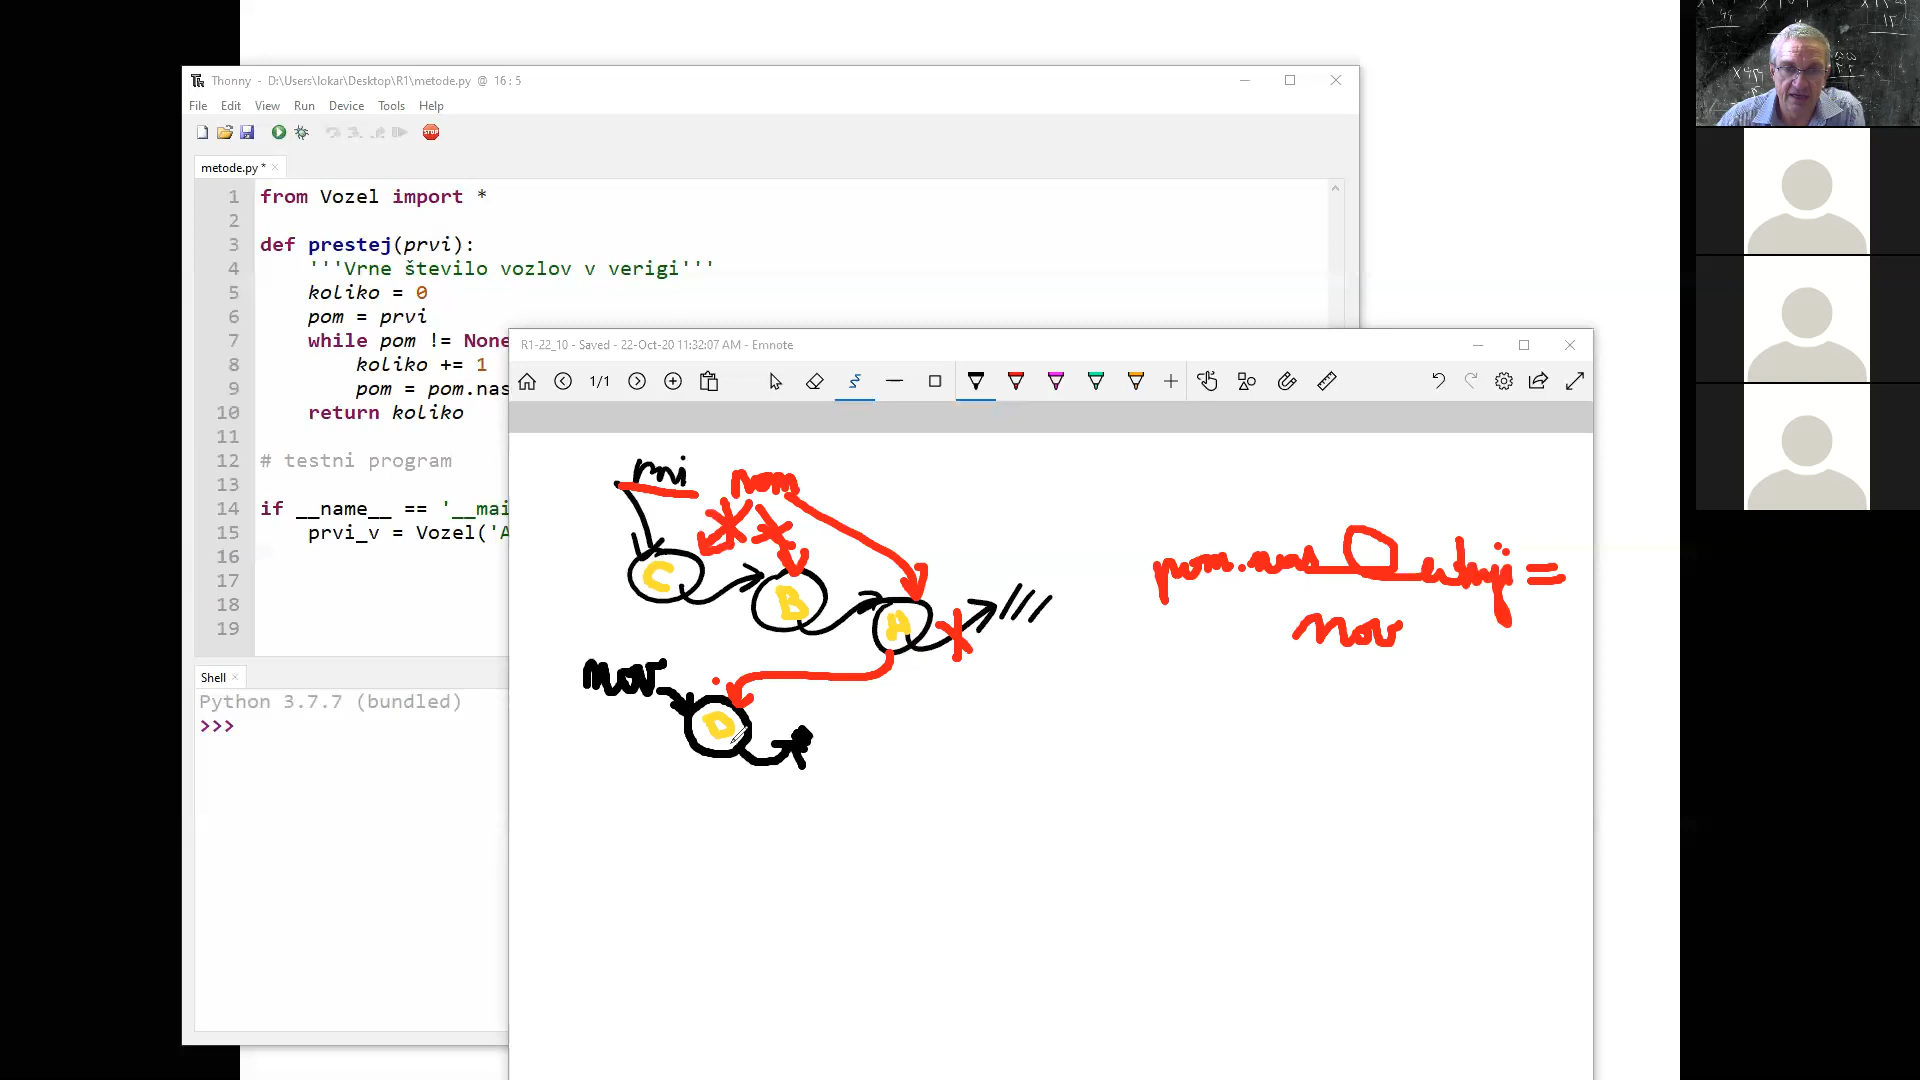 Thonny - D:\Users\lokar\Desktop\R1\metode.py @ 16 : 5
File Edit View Run Device Tools Help
STOP
metode.py *
1 from Vozel import *
2
3 def prestej(prvi):
4 '''Vrne število vozlov v verigi'''
5 koliko = 0
6 pom = prvi
7 while pom != None
8 koliko += 1
9 pom = pom.nas
10 return koliko
11
12 # testni program
13
14 if __name__ == '__mai
15 prvi_v = Vozel('A
16
17
18
19
Shell
Python 3.7.7 (bundled)
>>>
R1-22_10 - Saved - 22-Oct-20 11:32:07 AM - Emnote
1/1
pom
C
B
A
nov
D
pom.nas
=
nov